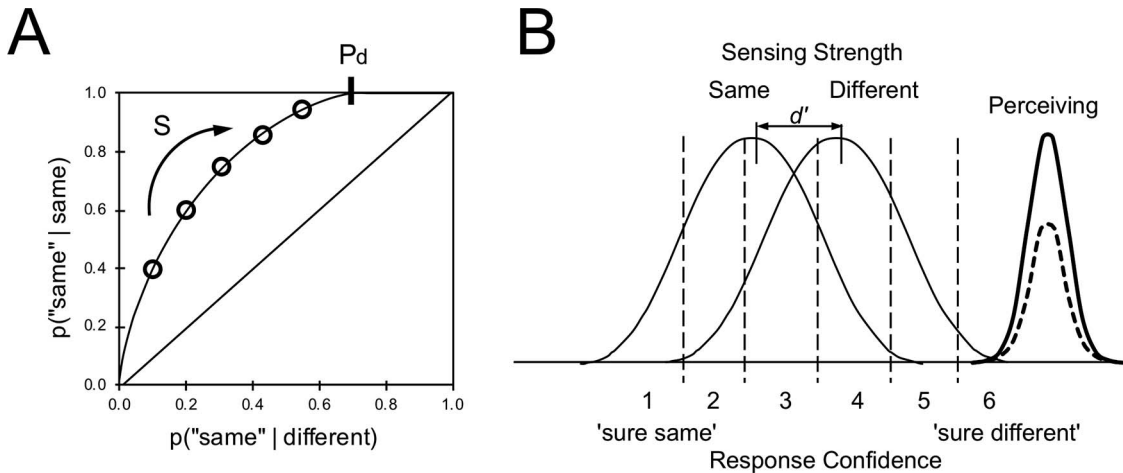 A
Pd
1.0
0.8
0.6
0.4
0.2
0.0
S
p("same" | same)
0.0 0.2 0.4 0.6 0.8 1.0
p("same" | different)
B
Sensing Strength
Same Different
d'
Perceiving
1 2 3 4 5 6
'sure same' 'sure different'
Response Confidence